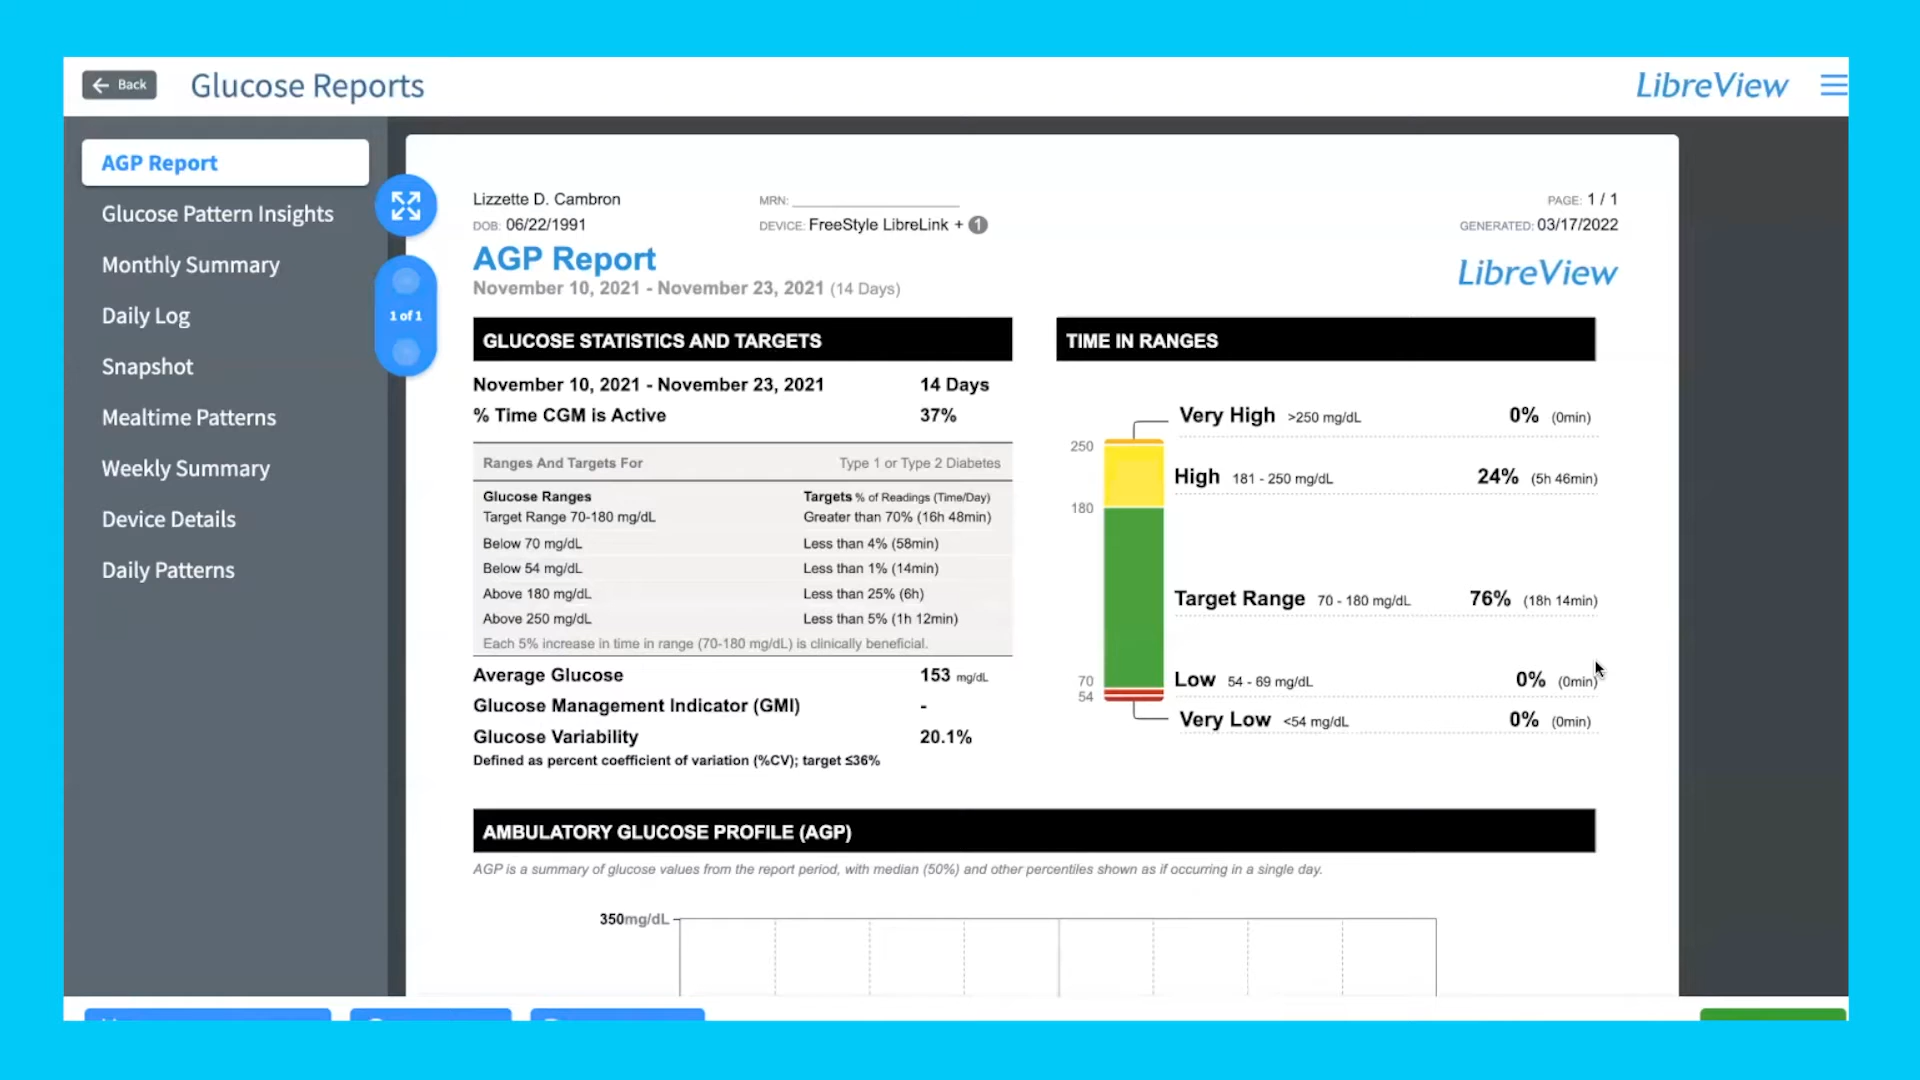 Back
Glucose Reports
LibreView
AGP Report
Glucose Pattern Insights
Monthly Summary
Daily Log
Snapshot
Mealtime Patterns
Weekly Summary
Device Details
Daily Patterns
1 of 1
Lizzette D. Cambron
MRN:
PAGE: 1 / 1
DOB: 06/22/1991
DEVICE: FreeStyle LibreLink + 1
GENERATED: 03/17/2022
AGP Report
LibreView
November 10, 2021 - November 23, 2021 (14 Days)
GLUCOSE STATISTICS AND TARGETS
November 10, 2021 - November 23, 2021 14 Days
% Time CGM is Active 37%
Ranges And Targets For Type 1 or Type 2 Diabetes
Glucose Ranges Targets % of Readings (Time/Day)
Target Range 70-180 mg/dL Greater than 70% (16h 48min)
Below 70 mg/dL Less than 4% (58min)
Below 54 mg/dL Less than 1% (14min)
Above 180 mg/dL Less than 25% (6h)
Above 250 mg/dL Less than 5% (1h 12min)
Each 5% increase in time in range (70-180 mg/dL) is clinically beneficial.
Average Glucose 153 mg/dL
Glucose Management Indicator (GMI) -
Glucose Variability 20.1%
Defined as percent coefficient of variation (%CV); target ≤36%
TIME IN RANGES
Very High >250 mg/dL 0% (0min)
250
High 181 - 250 mg/dL 24% (5h 46min)
180
Target Range 70 - 180 mg/dL 76% (18h 14min)
70
Low 54 - 69 mg/dL 0% (0min)
54
Very Low <54 mg/dL 0% (0min)
AMBULATORY GLUCOSE PROFILE (AGP)
AGP is a summary of glucose values from the report period, with median (50%) and other percentiles shown as if occurring in a single day.
350mg/dL